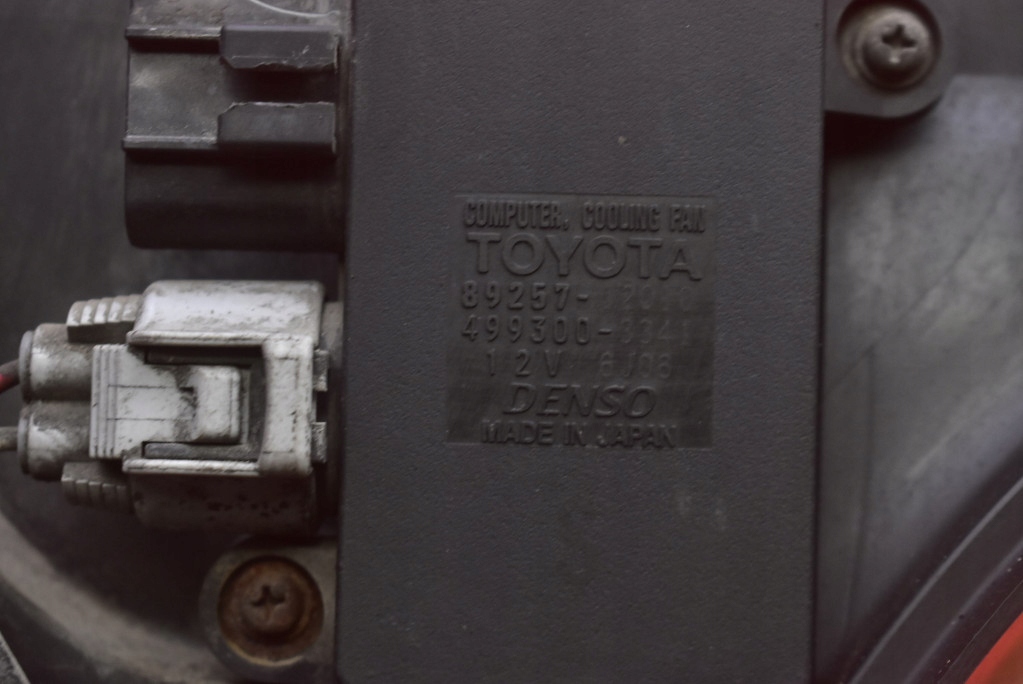 COMPUTER, COOLING FAN
TOYOTA
89257-
499300-
12V
DENSO
MADE IN JAPAN